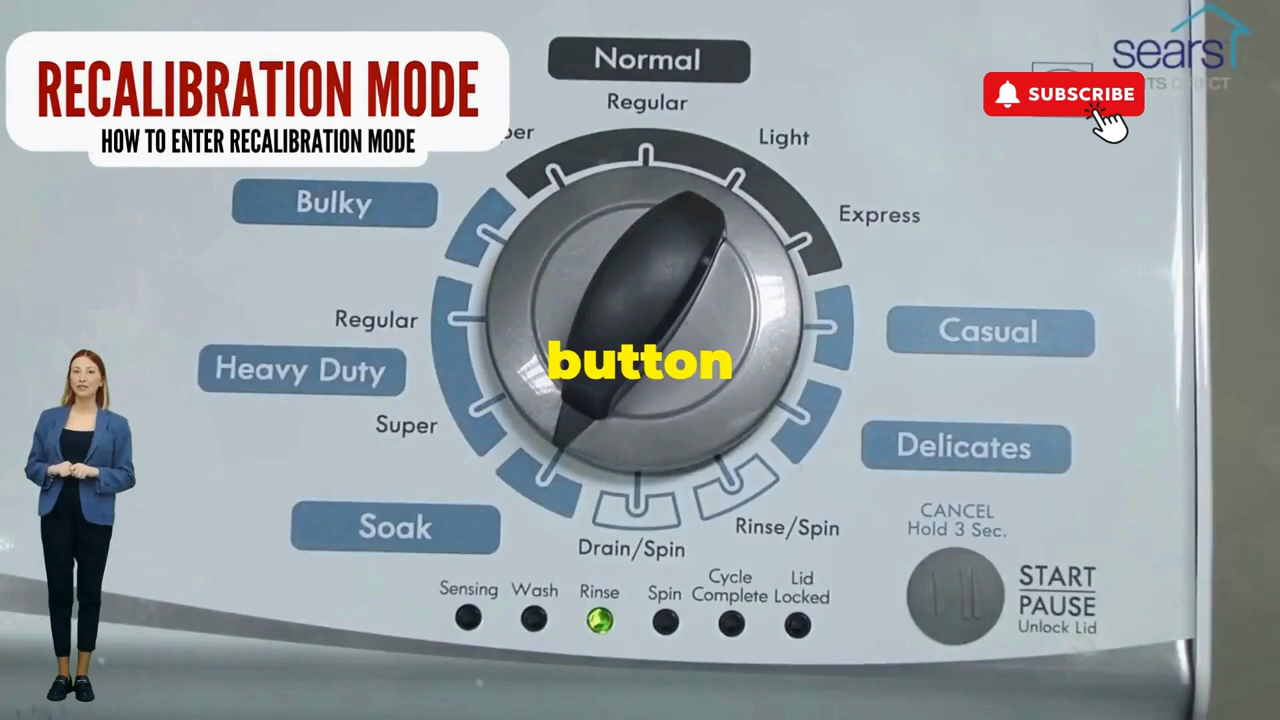 RECALIBRATION MODE
HOW TO ENTER RECALIBRATION MODE
sears
SUBSCRIBE
Normal
Regular
Light
Express
Bulky
Regular
Heavy Duty
Super
Casual
Delicates
button
Soak
Drain/Spin
Rinse/Spin
CANCEL
Hold 3 Sec.
Sensing
Wash
Rinse
Spin
Cycle
Complete
Lid
Locked
START
PAUSE
Unlock Lid